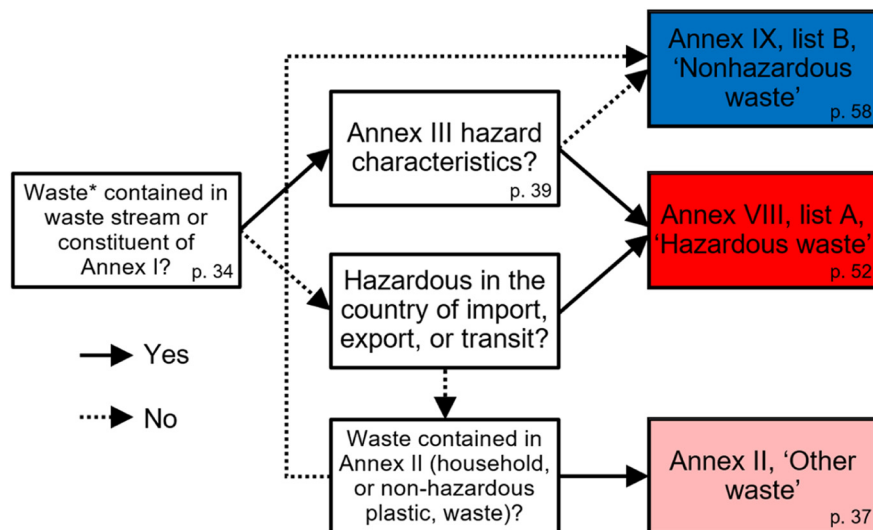 Waste* contained in
waste stream or
constituent of
Annex I?
p. 34
Annex III hazard
characteristics?
p. 39
Hazardous in the
country of import,
export, or transit?
Waste contained in
Annex II (household,
or non-hazardous
plastic, waste)?
Annex IX, list B,
‘Nonhazardous
waste’
p. 58
Annex VIII, list A,
‘Hazardous waste’
p. 52
Annex II, ‘Other
waste’
p. 37
Yes
No